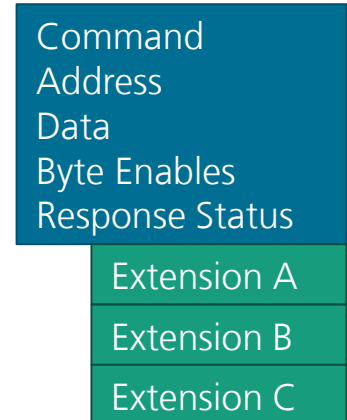 Command
Address
Data
Byte Enables
Response Status
Extension A
Extension B
Extension C